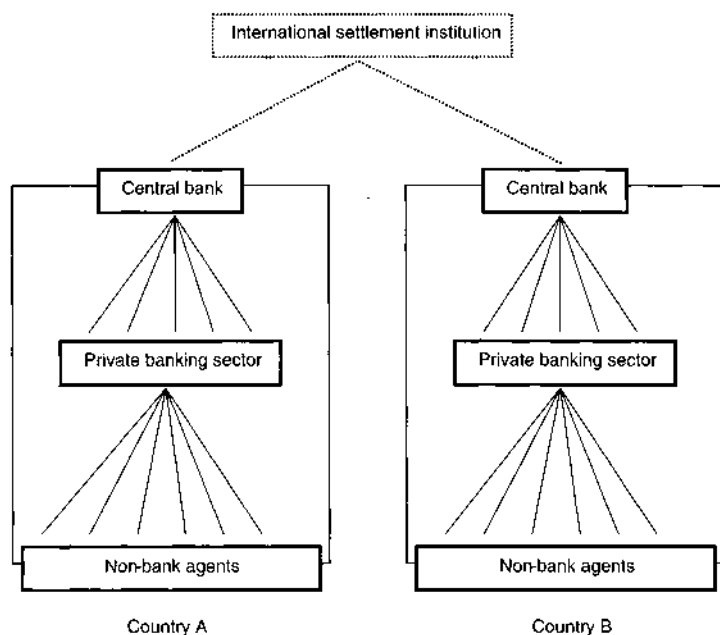 International settlement institution
Central bank
Central bank
Private banking sector
Private banking sector
Non-bank agents
Non-bank agents
Country A
Country B